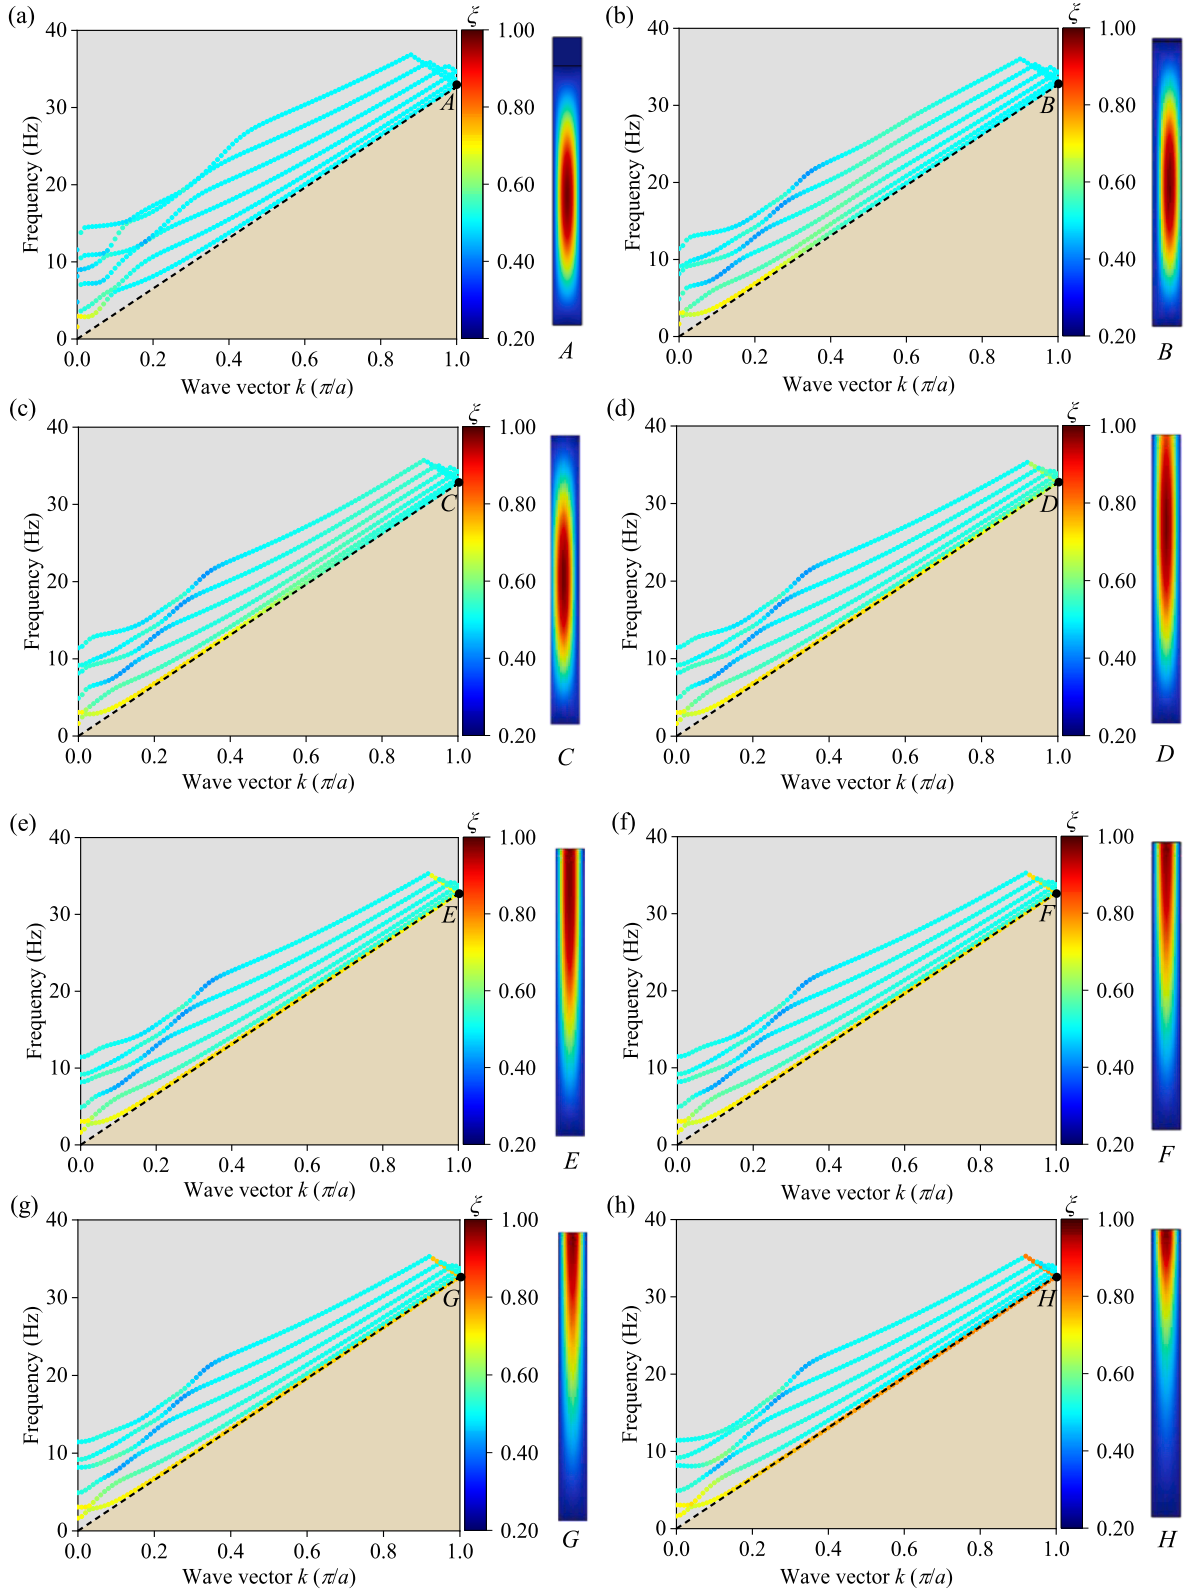 (a)
ξ
40
30
20
10
0
Frequency (Hz)
0.0 0.2 0.4 0.6 0.8 1.0
Wave vector k (π/a)
A
1.00
0.80
0.60
0.40
0.20
A
(b)
ξ
40
30
20
10
0
Frequency (Hz)
0.0 0.2 0.4 0.6 0.8 1.0
Wave vector k (π/a)
B
1.00
0.80
0.60
0.40
0.20
B
(c)
ξ
40
30
20
10
0
Frequency (Hz)
0.0 0.2 0.4 0.6 0.8 1.0
Wave vector k (π/a)
C
1.00
0.80
0.60
0.40
0.20
C
(d)
ξ
40
30
20
10
0
Frequency (Hz)
0.0 0.2 0.4 0.6 0.8 1.0
Wave vector k (π/a)
D
1.00
0.80
0.60
0.40
0.20
D
(e)
ξ
40
30
20
10
0
Frequency (Hz)
0.0 0.2 0.4 0.6 0.8 1.0
Wave vector k (π/a)
E
1.00
0.80
0.60
0.40
0.20
E
(f)
ξ
40
30
20
10
0
Frequency (Hz)
0.0 0.2 0.4 0.6 0.8 1.0
Wave vector k (π/a)
F
1.00
0.80
0.60
0.40
0.20
F
(g)
ξ
40
30
20
10
0
Frequency (Hz)
0.0 0.2 0.4 0.6 0.8 1.0
Wave vector k (π/a)
G
1.00
0.80
0.60
0.40
0.20
G
(h)
ξ
40
30
20
10
0
Frequency (Hz)
0.0 0.2 0.4 0.6 0.8 1.0
Wave vector k (π/a)
H
1.00
0.80
0.60
0.40
0.20
H